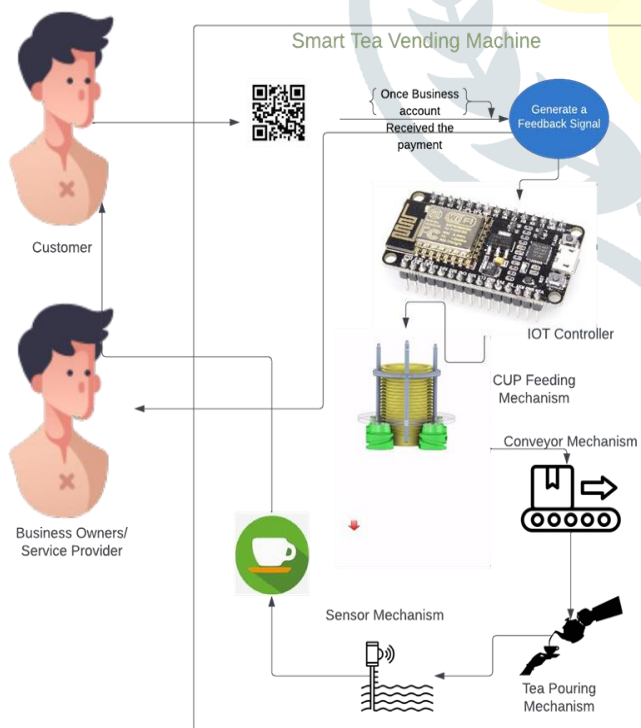 Smart Tea Vending Machine
Once Business
account
Received the
payment
Generate a
Feedback Signal
Customer
WiFi
IOT Controller
CUP Feeding
Mechanism
Conveyor Mechanism
Business Owners/
Service Provider
Sensor Mechanism
Tea Pouring
Mechanism